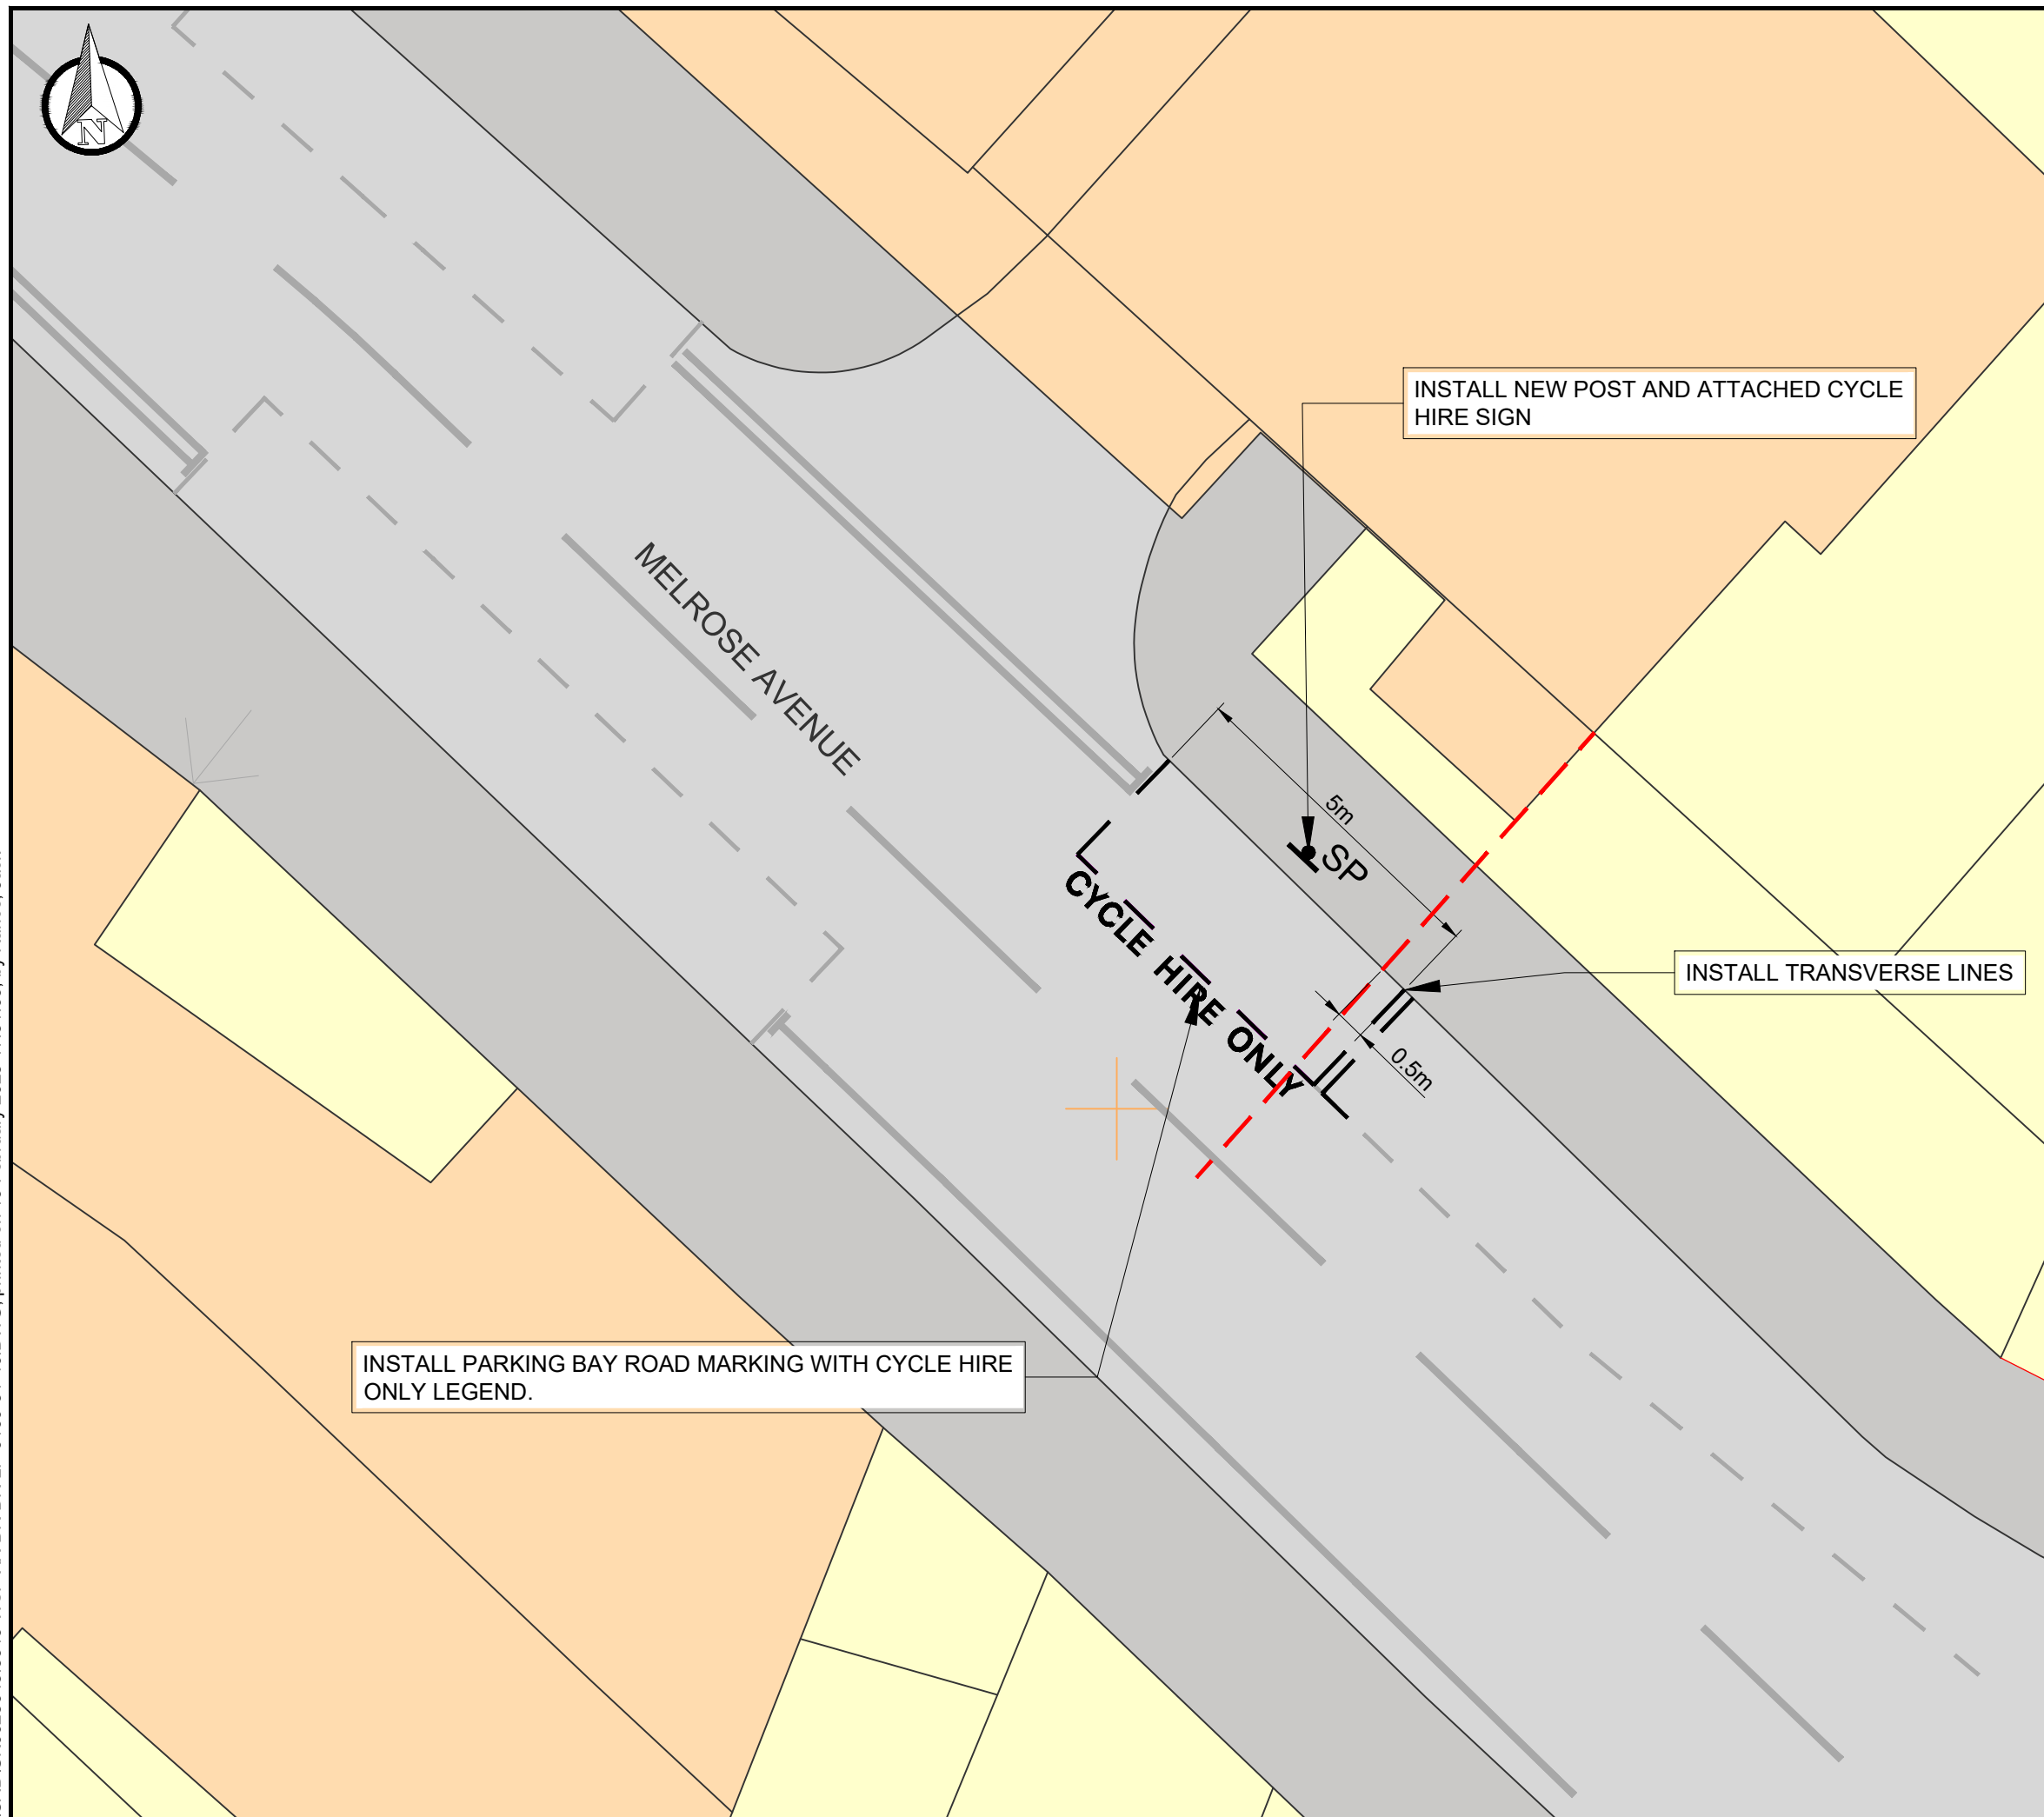 N
INSTALL NEW POST AND ATTACHED CYCLE
HIRE SIGN
MELROSE AVENUE
5m
SP
CYCLE HIRE ONLY
INSTALL TRANSVERSE LINES
0.5m
INSTALL PARKING BAY ROAD MARKING WITH CYCLE HIRE
ONLY LEGEND.